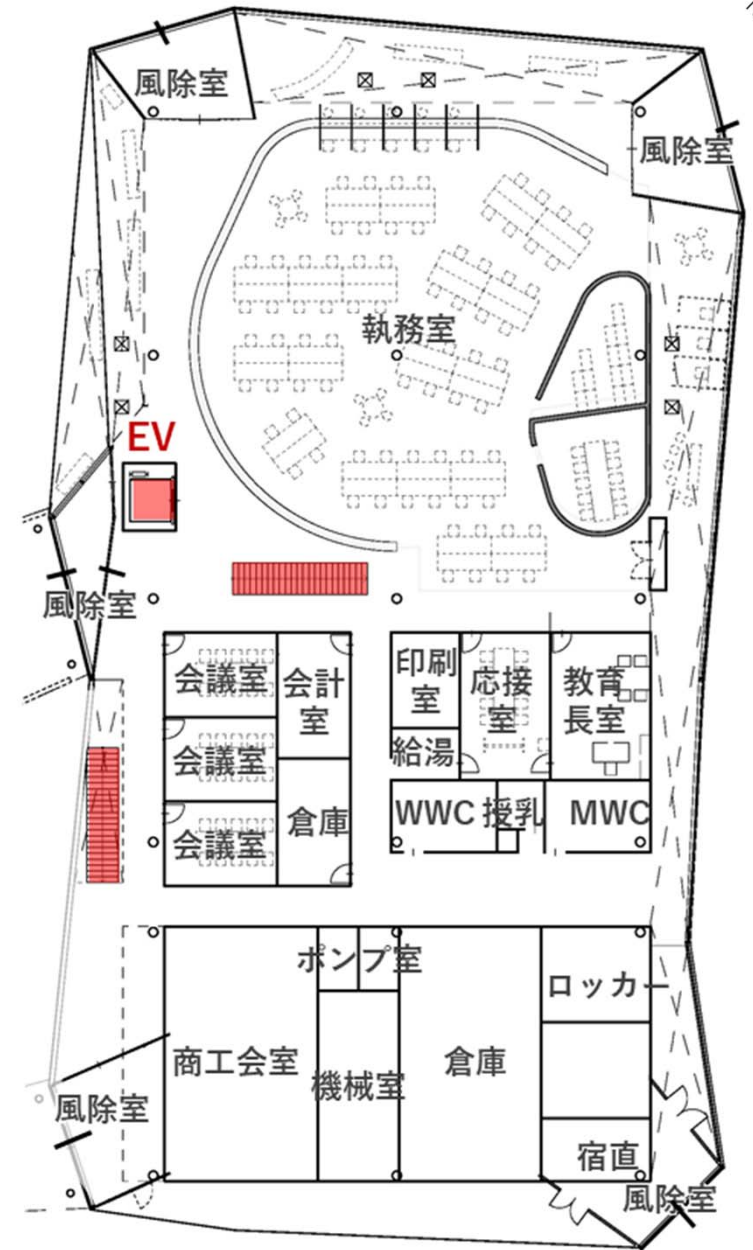 風除室
風除室
執務室
EV
風除室
会議室
会計
室
印刷
室
応接
室
教育
長室
会議室
給湯
会議室
倉庫
WWC
授乳
MWC
ポンプ室
ロッカー
商工会室
機械室
倉庫
風除室
宿直
風除室